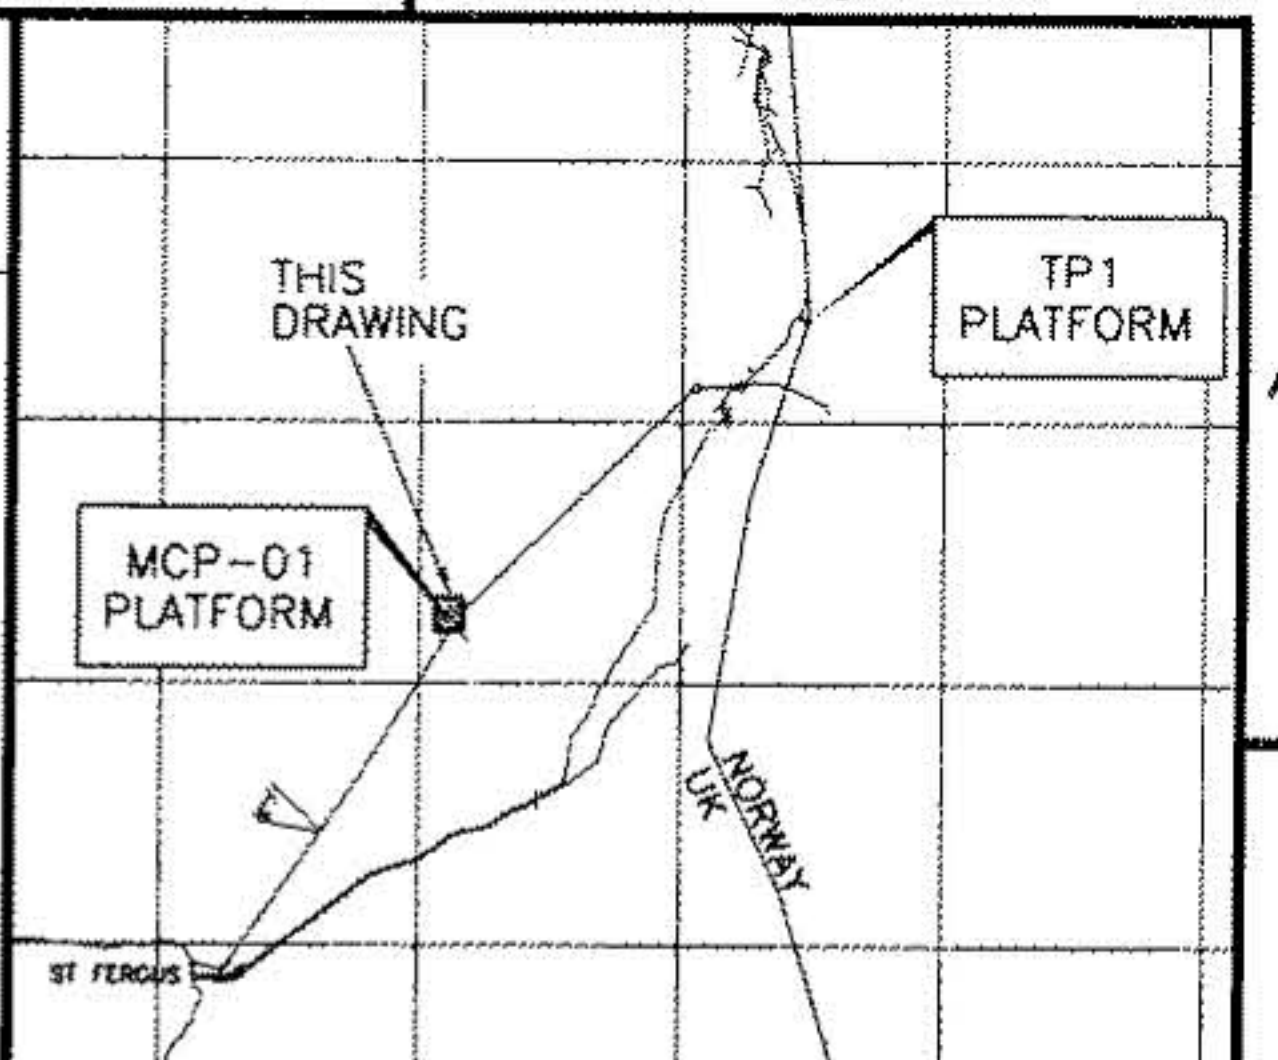 THIS
DRAWING
TP1
PLATFORM
MCP-01
PLATFORM
NORWAY
UK
ST FERGUS